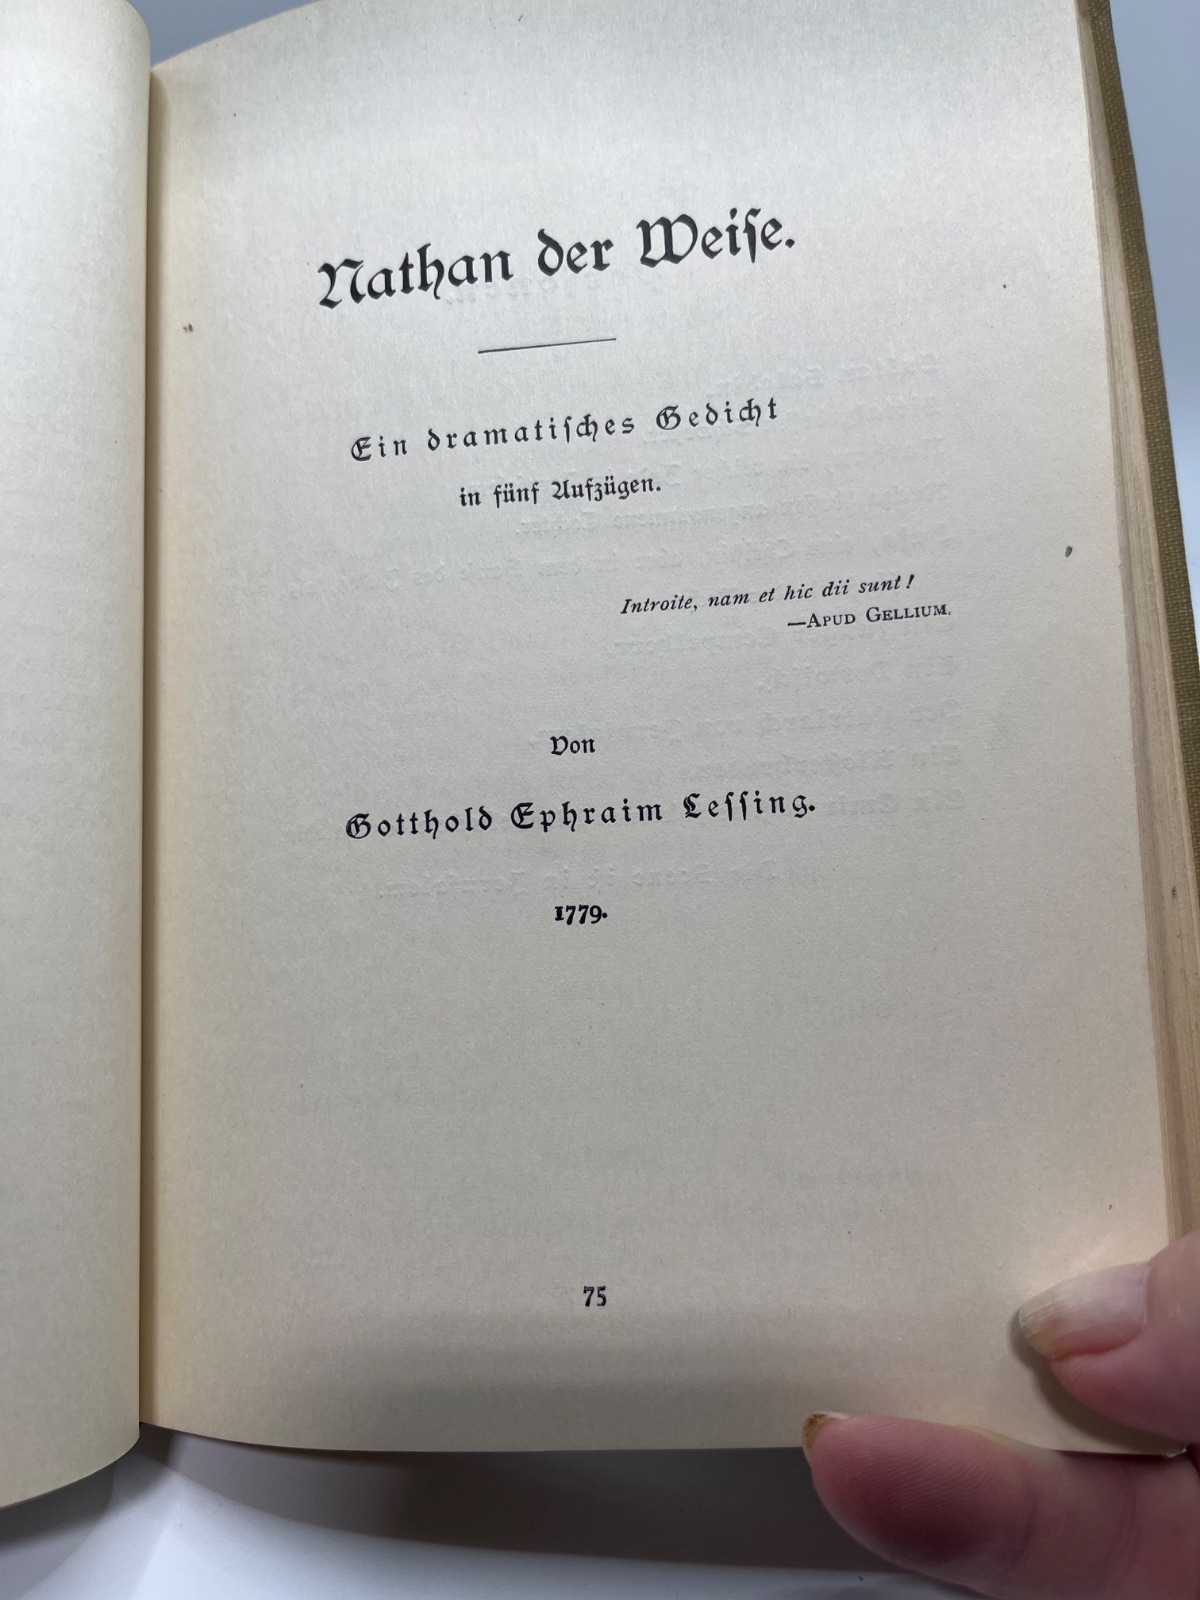 Nathan der Weiſe.
Ein dramatiſches Gedicht
in fünf Aufzügen.
Introite, nam et hic dii sunt!
—APUD GELLIUM.
Von
Gotthold Ephraim Leſſing.
1779.
75